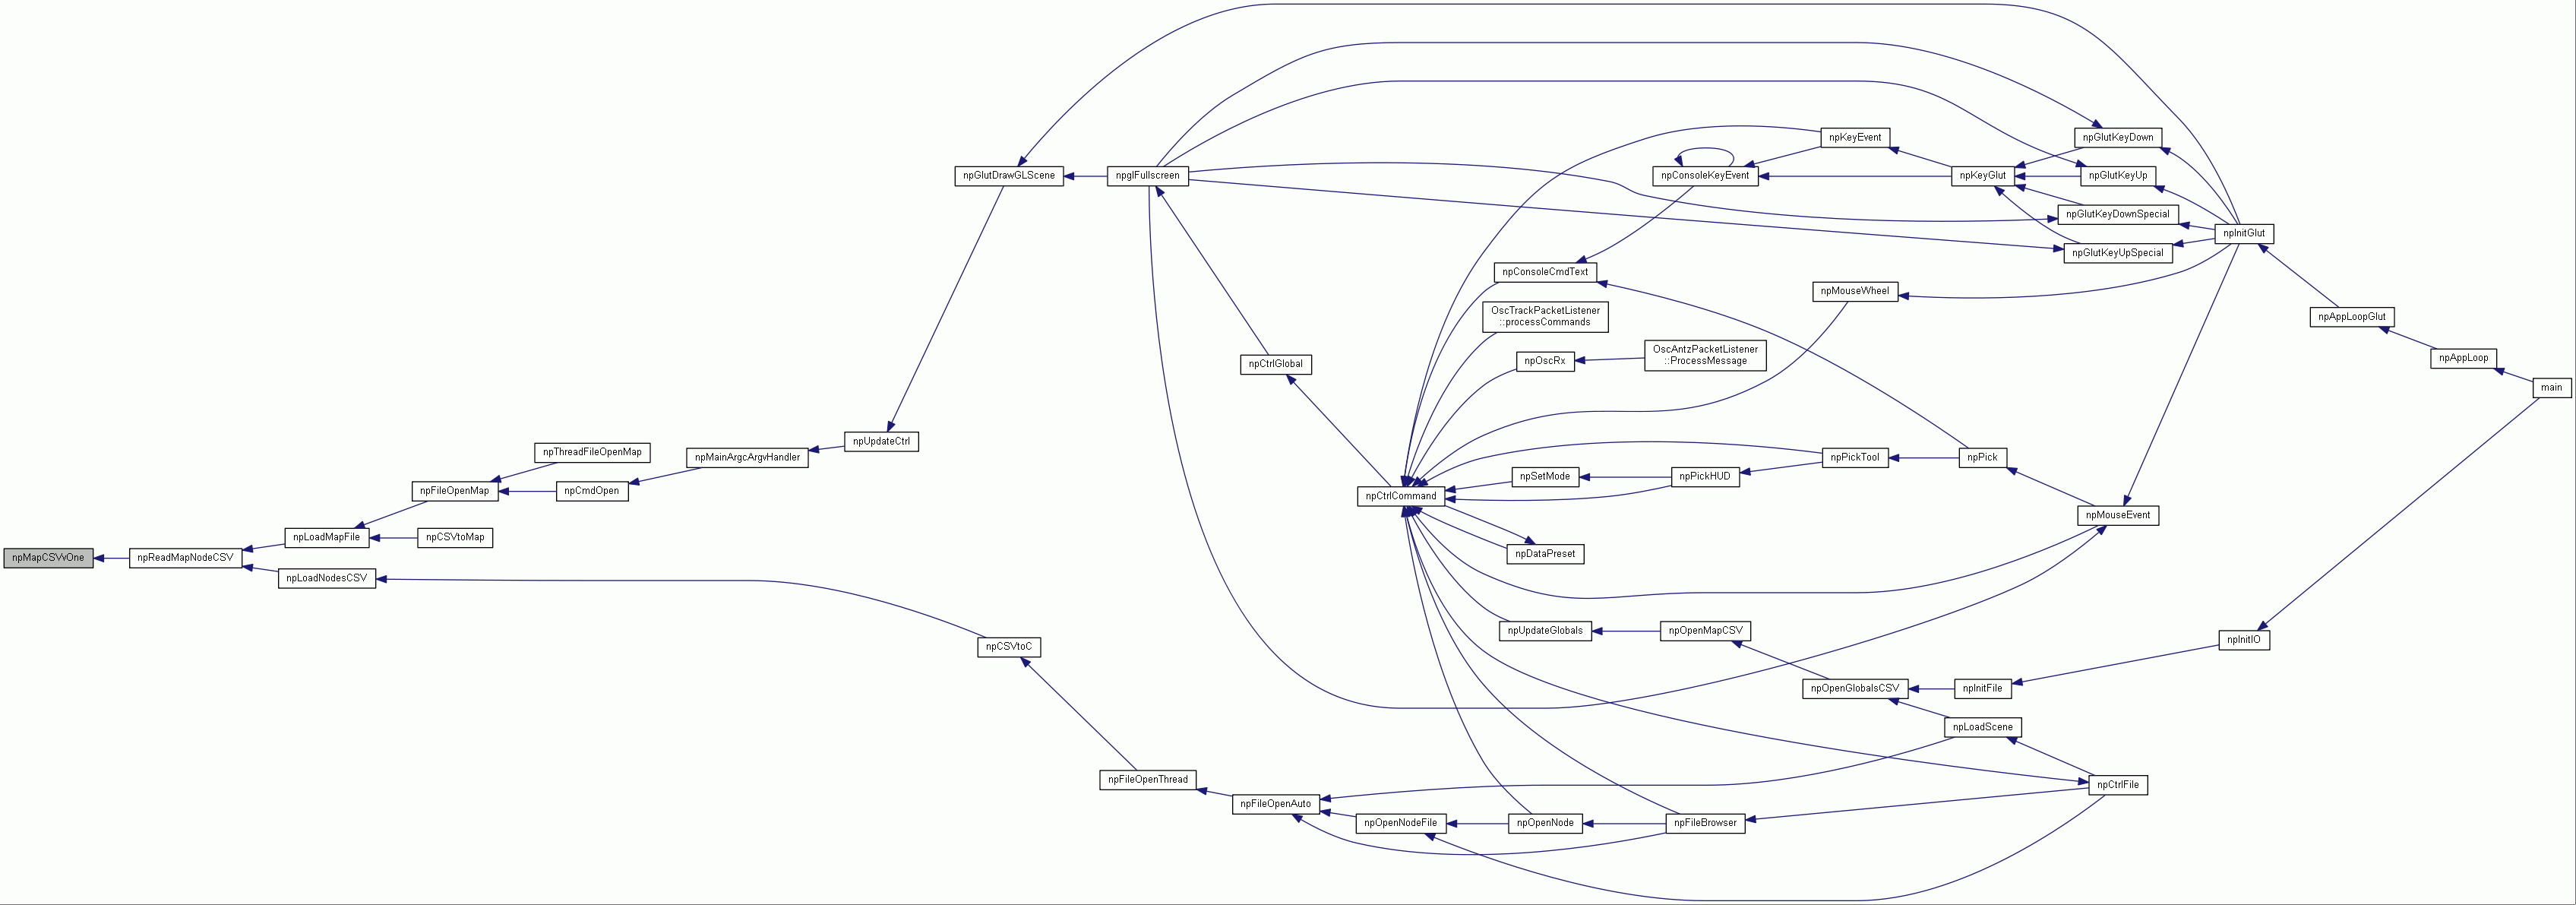 npGlutKeyDown
npKeyEvent
npGlutDrawGLScene
npglFullscreen
npConsoleKeyEvent
npKeyGlut
npGlutKeyUp
npGlutKeyDownSpecial
npInitGlut
npGlutKeyUpSpecial
npConsoleCmdText
npMouseWheel
OscTrackPacketListener
::processCommands
npAppLoopGlut
OscAntzPacketListener
::ProcessMessage
npOscRx
npAppLoop
npCtrlGlobal
main
npUpdateCtrl
npThreadFileOpenMap
npMainArgcArgvHandler
npPickTool
npPick
npSetMode
npPickHUD
npFileOpenMap
npCmdOpen
npCtrlCommand
npMouseEvent
npLoadMapFile
npCSVtoMap
npDataPreset
npMapCSVvOne
npReadMapNodeCSV
npLoadNodesCSV
npUpdateGlobals
npOpenMapCSV
npInitIO
npCSVtoC
npOpenGlobalsCSV
npInitFile
npLoadScene
npFileOpenThread
npCtrlFile
npFileOpenAuto
npOpenNodeFile
npOpenNode
npFileBrowser